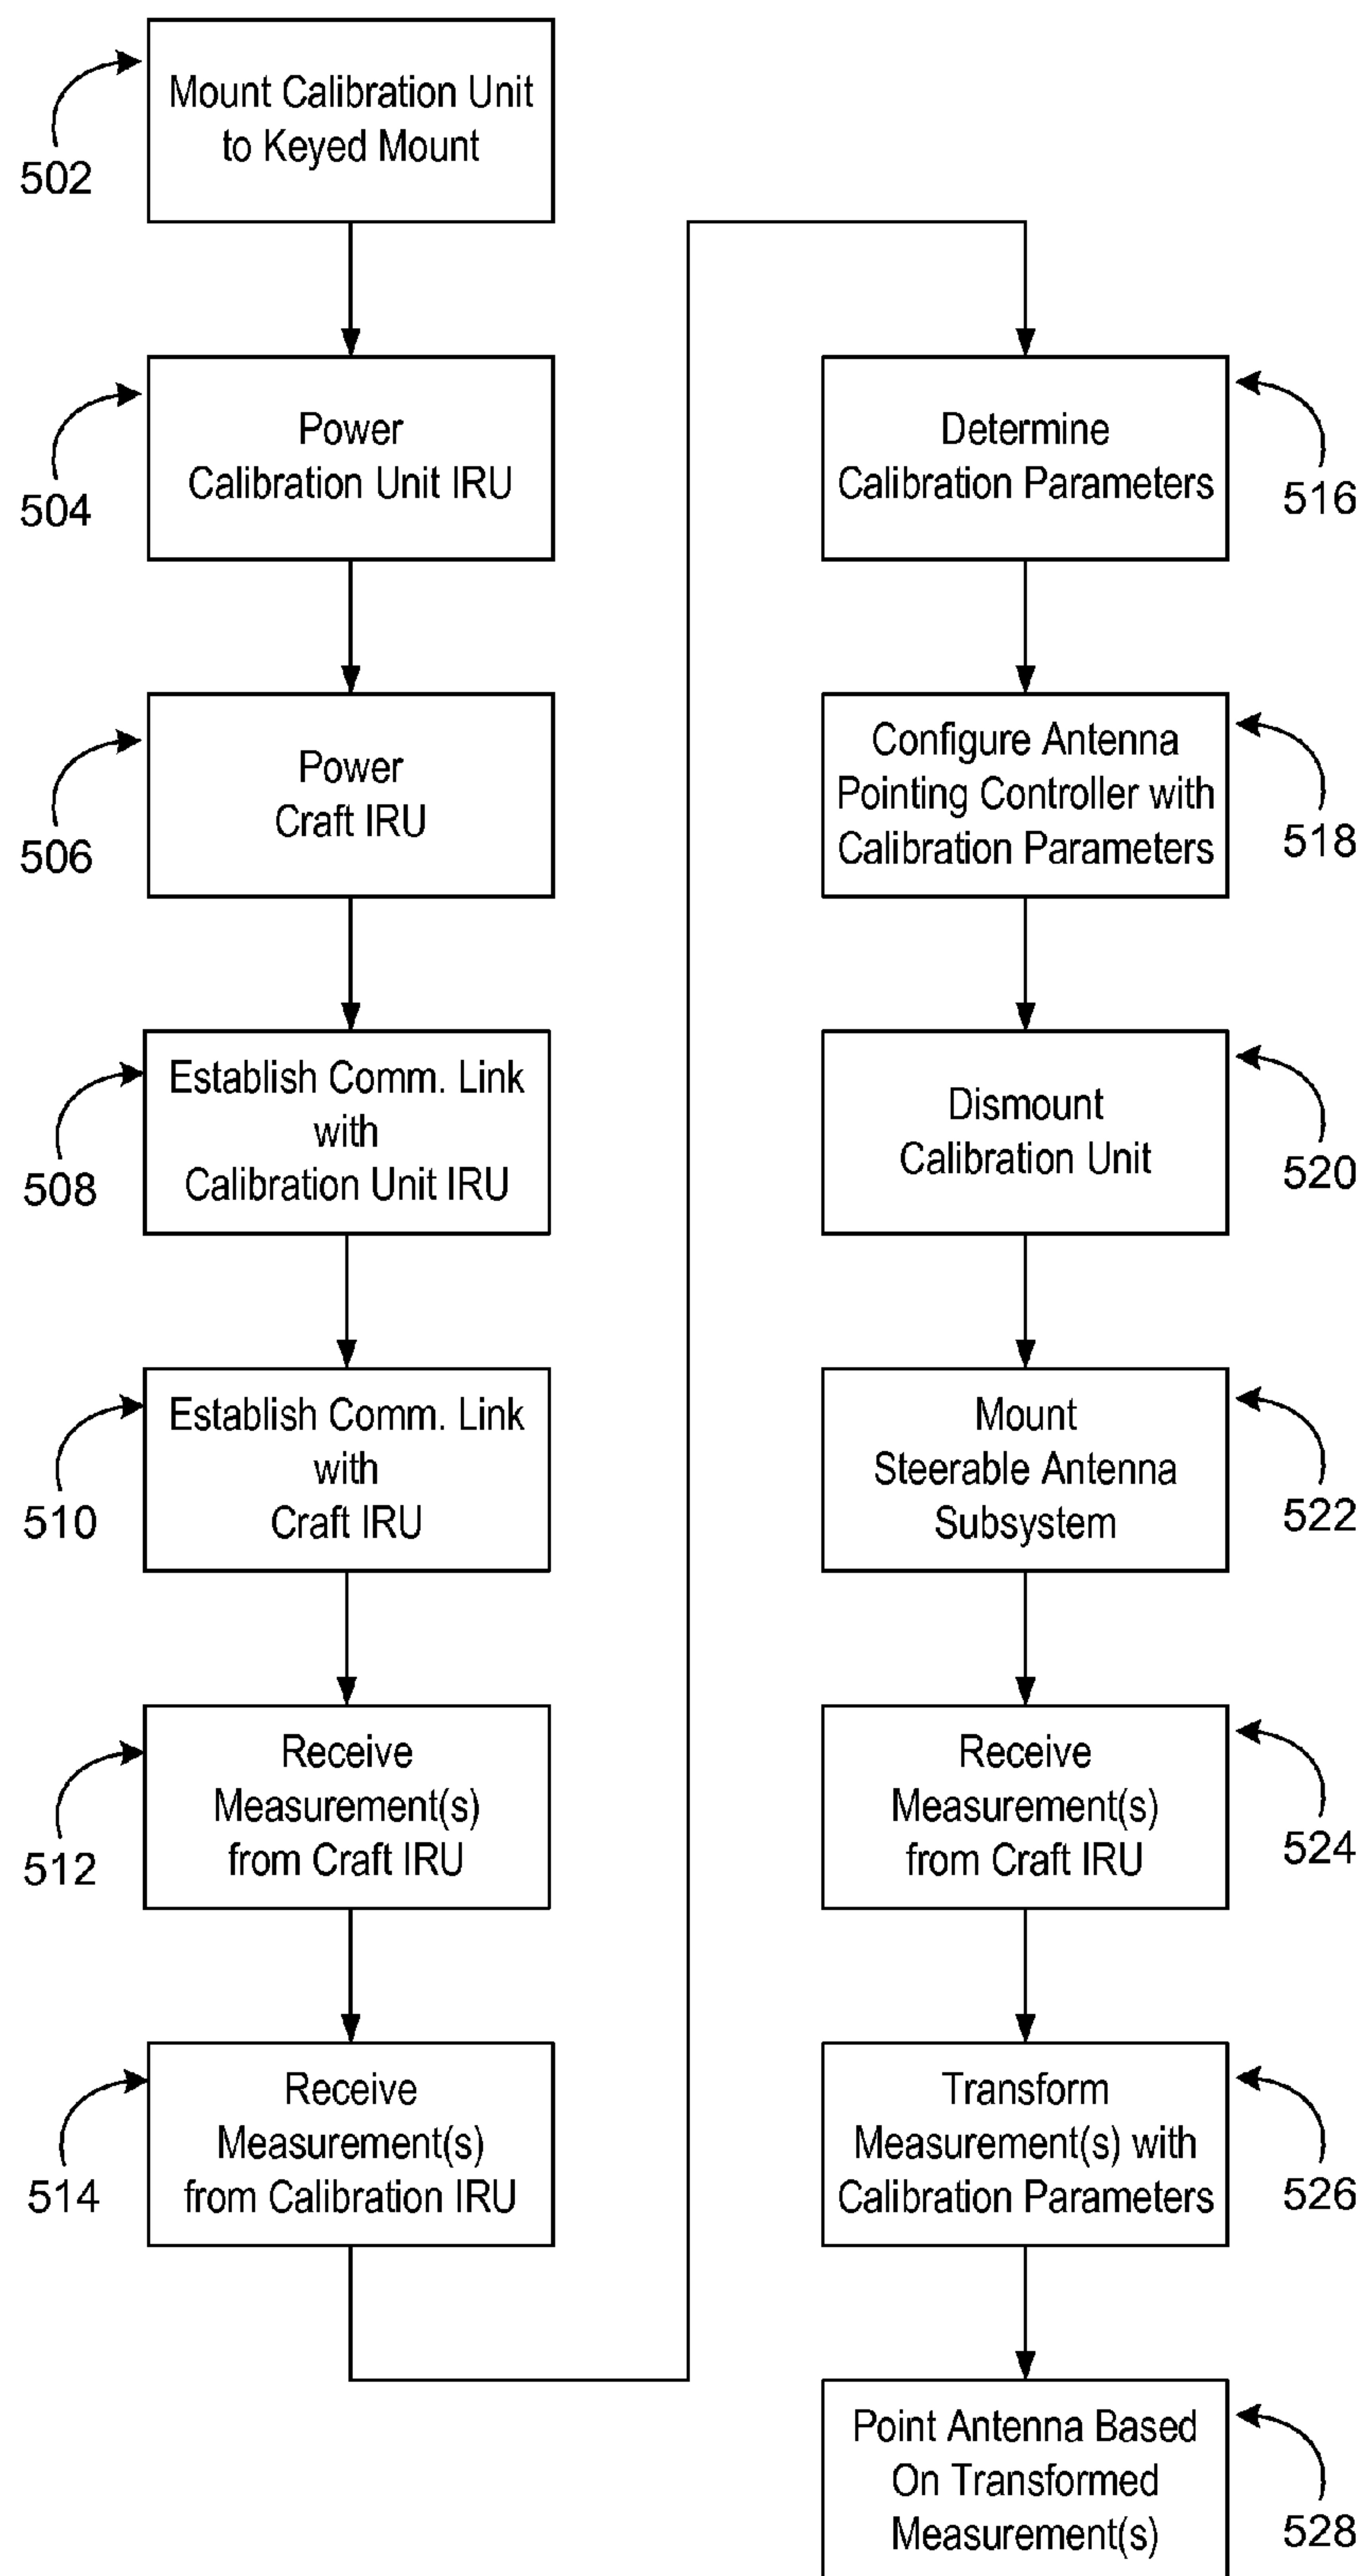 Mount Calibration Unit
to Keyed Mount
502
Power
Calibration Unit IRU
504
Power
Craft IRU
506
Establish Comm. Link
with
Calibration Unit IRU
508
Establish Comm. Link
with
Craft IRU
510
Receive
Measurement(s)
from Craft IRU
512
Receive
Measurement(s)
from Calibration IRU
514
Determine
Calibration Parameters
516
Configure Antenna
Pointing Controller with
Calibration Parameters
518
Dismount
Calibration Unit
520
Mount
Steerable Antenna
Subsystem
522
Receive
Measurement(s)
from Craft IRU
524
Transform
Measurement(s) with
Calibration Parameters
526
Point Antenna Based
On Transformed
Measurement(s)
528